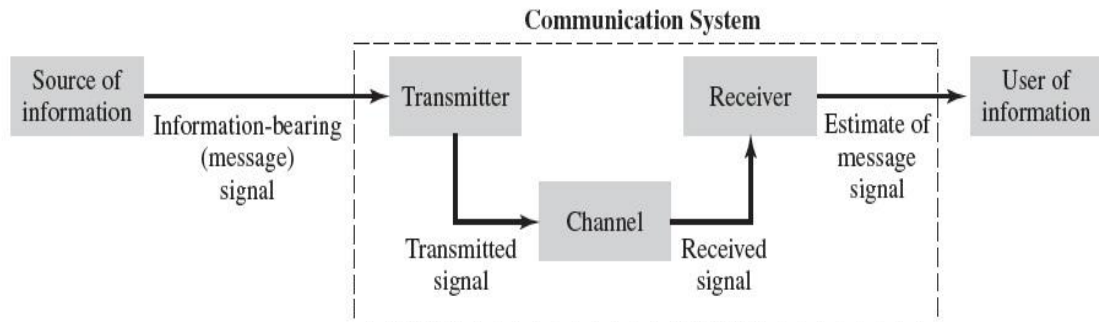 Communication System
Source of
information
Information-bearing
(message)
signal
Transmitter
Transmitted
signal
Channel
Received
signal
Receiver
Estimate of
message
signal
User of
information